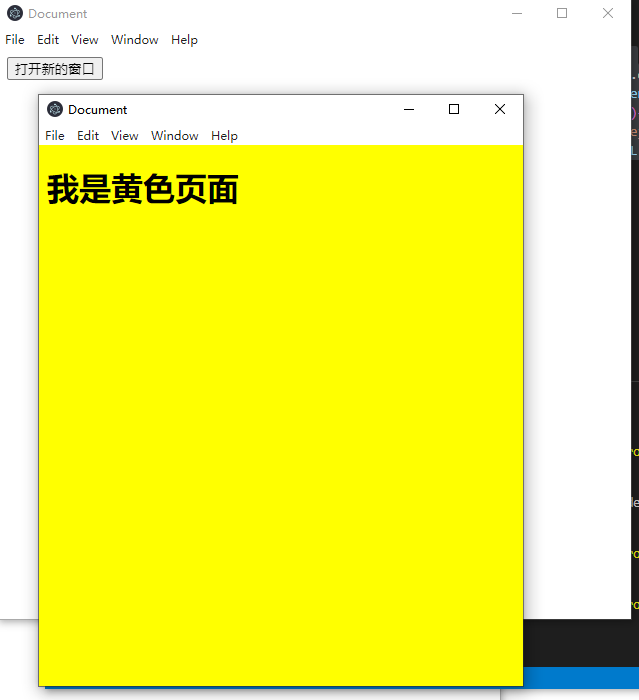 Document
File Edit View Window Help
打开新的窗口
Document
File Edit View Window Help
我是黄色页面